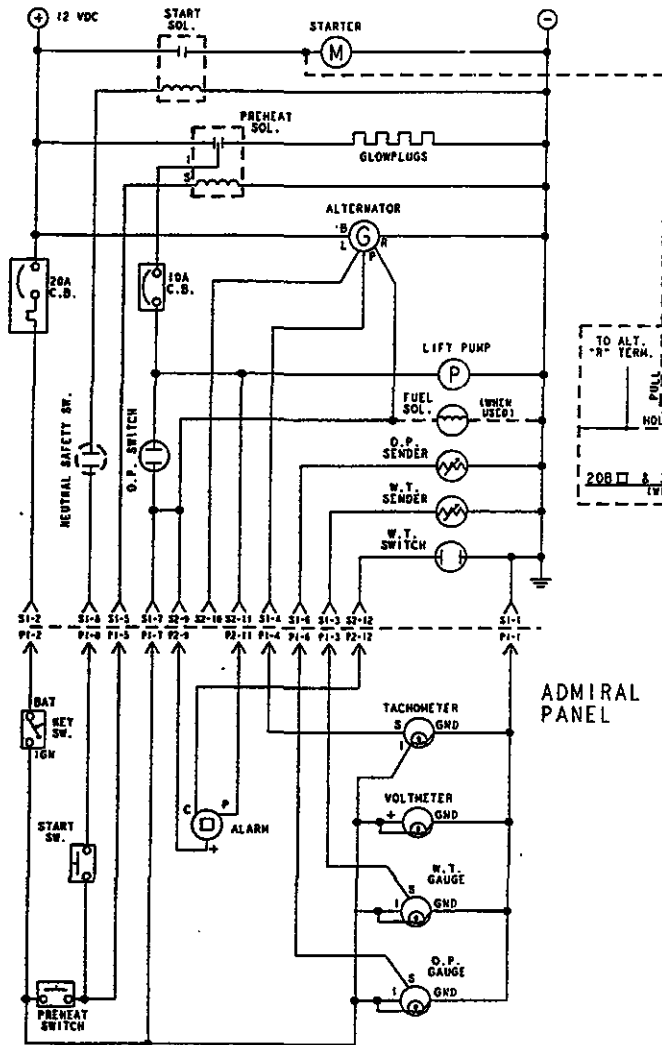 + 12 VDC
START SOL.
STARTER
M
−
PREHEAT SOL.
I
S
GLOWPLUGS
ALTERNATOR
B
L
G
R
P
20A C.B.
10A C.B.
LIFT PUMP
P
FUEL SOL.
(WHEN USED)
O.P. SENDER
W.T. SENDER
W.T. SWITCH
NEUTRAL SAFETY SW.
O.P. SWITCH
TO ALT. "R" TERM.
PULL
HOL
20B &
S1-2 S1-8 S1-5 S1-7 S2-9 S2-10 S2-11 S1-4 S1-6 S1-3 S2-12 S1-1
P1-2 P1-8 P1-5 P1-7 P2-9 P2-11 P1-4 P1-6 P1-3 P2-12 P1-1
ADMIRAL PANEL
BAT
KEY SW.
IGN
START SW.
PREHEAT SWITCH
C
P
ALARM
+
TACHOMETER
S
I
GND
VOLTMETER
+
GND
W.T. GAUGE
S
I
GND
O.P. GAUGE
S
I
GND